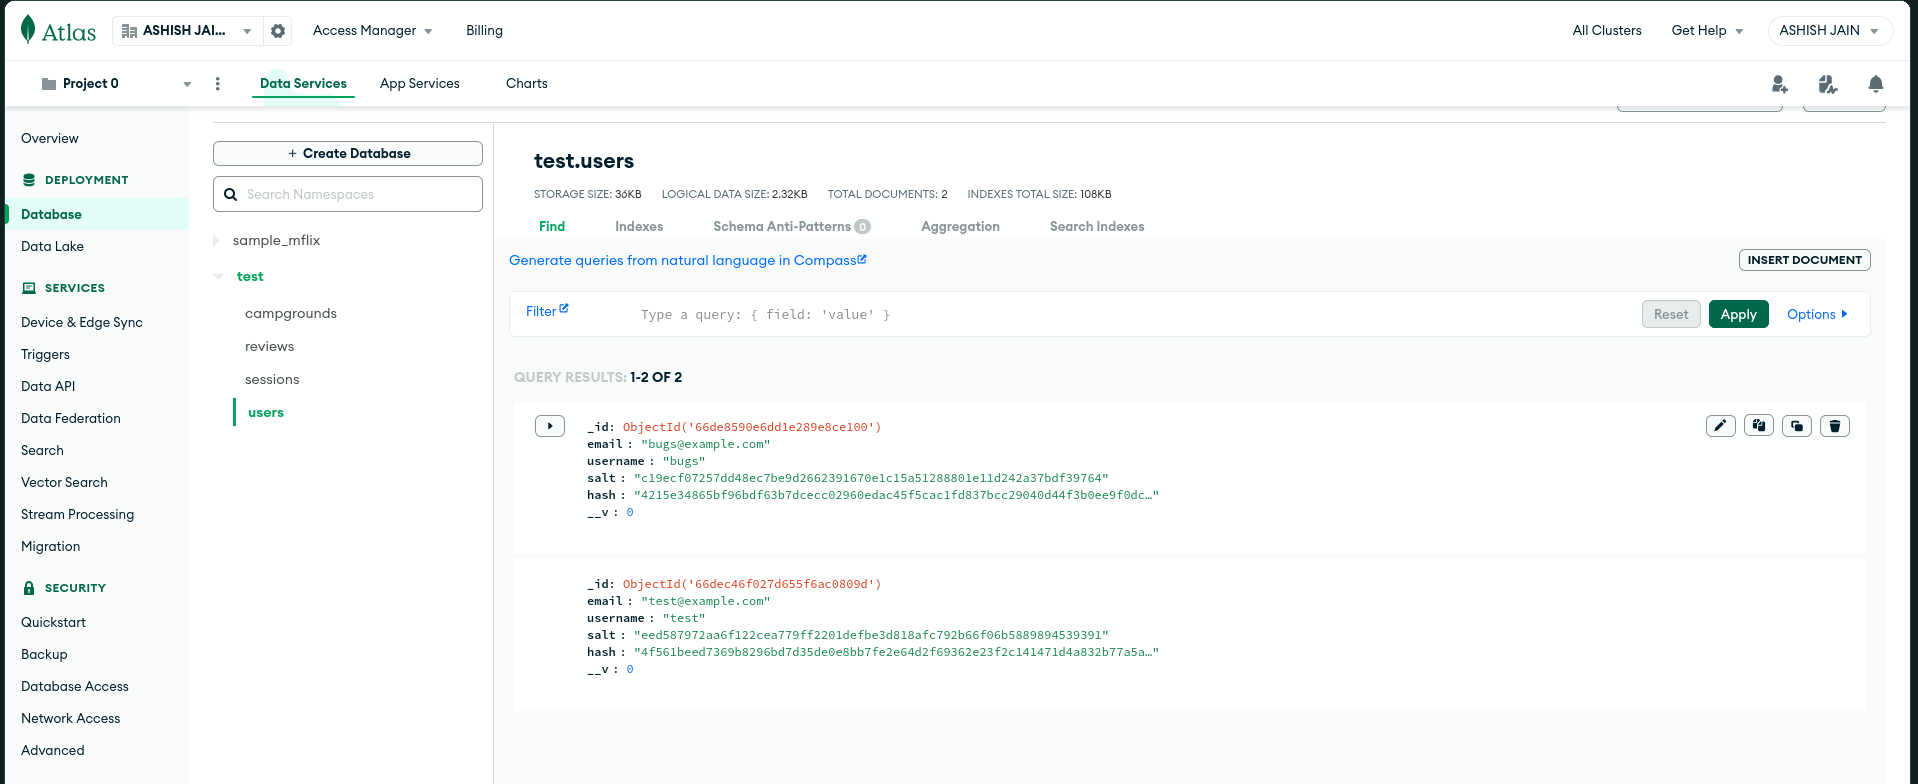 Atlas
ASHISH JAI...
Access Manager
Billing
All Clusters
Get Help
ASHISH JAIN
Project 0
Data Services
App Services
Charts
Overview
DEPLOYMENT
Database
Data Lake
SERVICES
Device & Edge Sync
Triggers
Data API
Data Federation
Search
Vector Search
Stream Processing
Migration
SECURITY
Quickstart
Backup
Database Access
Network Access
Advanced
+ Create Database
Search Namespaces
sample_mflix
test
campgrounds
reviews
sessions
users
test.users
STORAGE SIZE: 36KB LOGICAL DATA SIZE: 2.32KB TOTAL DOCUMENTS: 2 INDEXES TOTAL SIZE: 108KB
Find Indexes Schema Anti-Patterns 0 Aggregation Search Indexes
Generate queries from natural language in Compass
INSERT DOCUMENT
Filter
Type a query: { field: 'value' }
Reset
Apply
Options
QUERY RESULTS: 1-2 OF 2
_id: ObjectId('66de8590e6dd1e289e8ce100')
email : "bugs@example.com"
username : "bugs"
salt : "c19ecf07257dd48ec7be9d2662391670e1c15a51288801e11d242a37bdf39764"
hash : "4215e34865bf96bdf63b7dcecc02960edac45f5cac1fd837bcc29040d44f3b0ee9f0dc…"
__v : 0
_id: ObjectId('66dec46f027d655f6ac0809d')
email : "test@example.com"
username : "test"
salt : "eed587972aa6f122cea779ff2201defbe3d818afc792b66f06b5889894539391"
hash : "4f561beed7369b8296bd7d35de0e8bb7fe2e64d2f69362e23f2c141471d4a832b77a5a…"
__v : 0